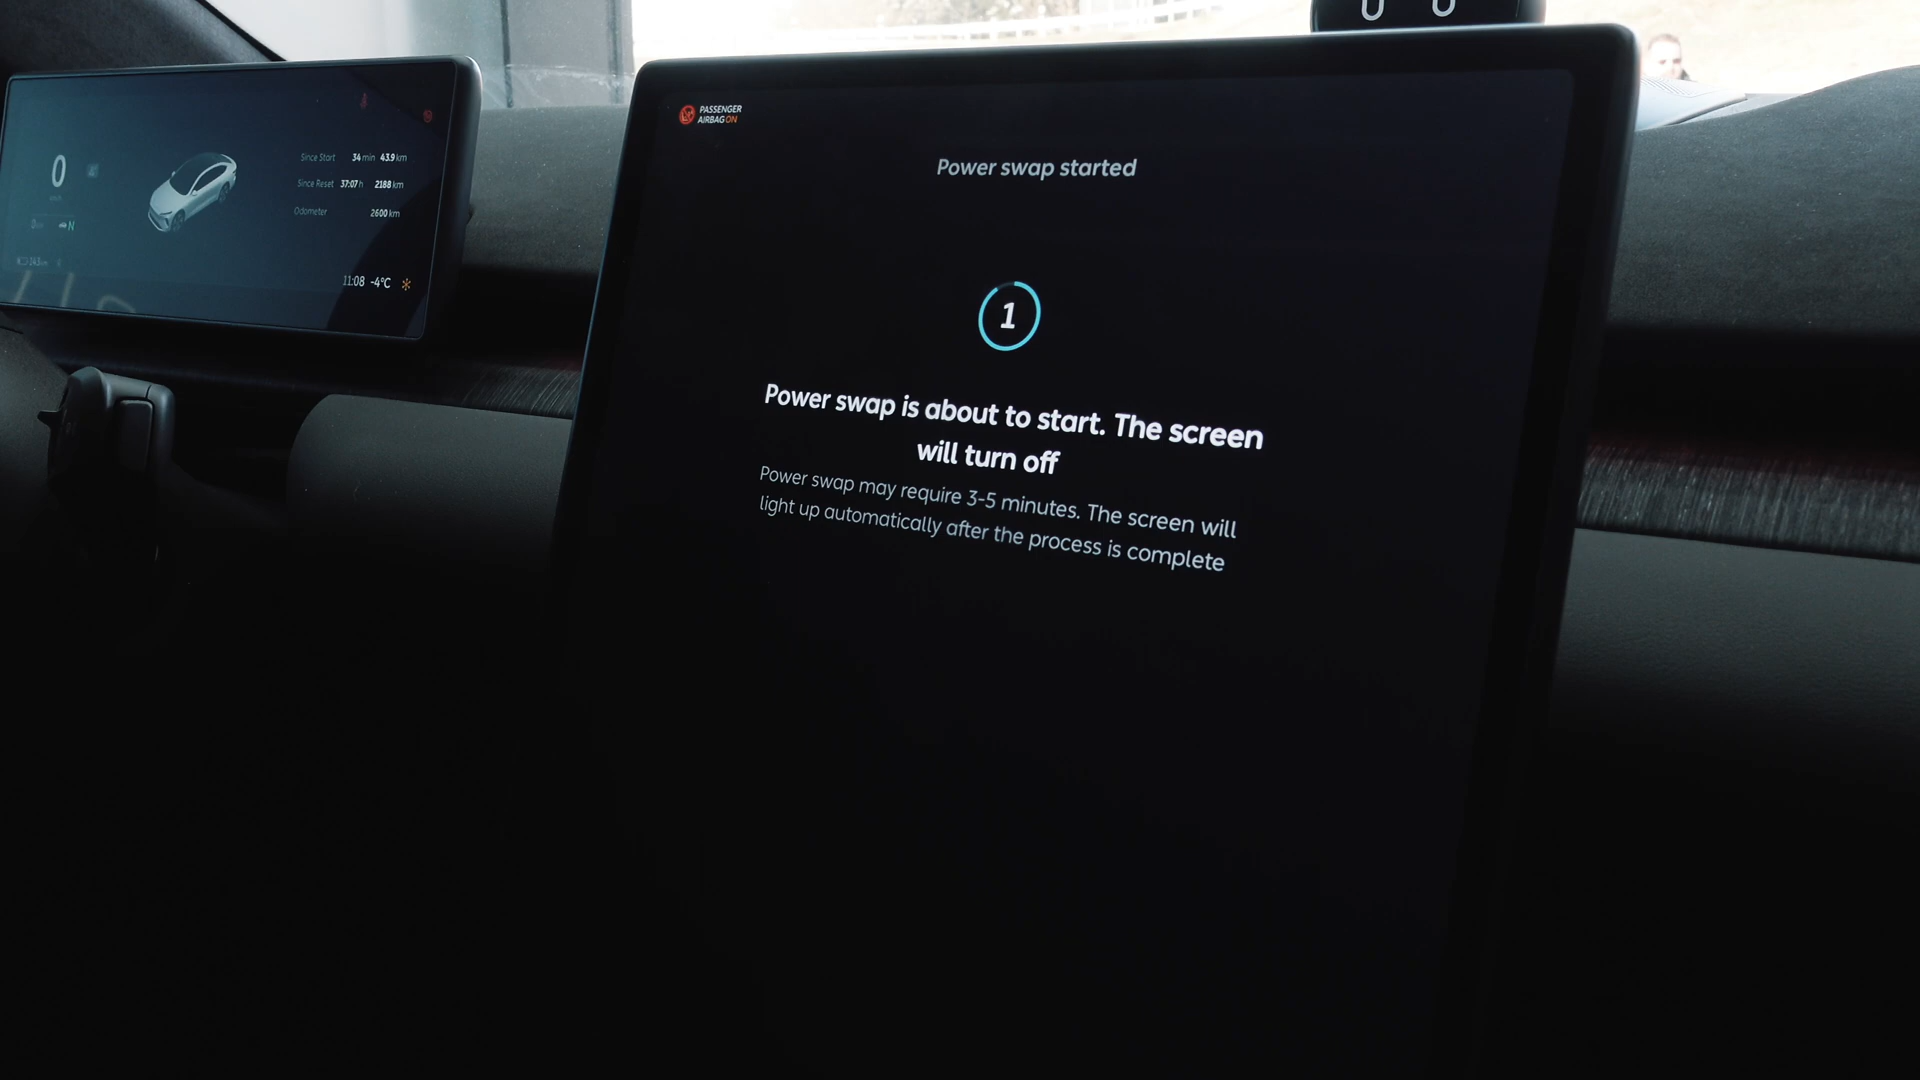 0
Since Start 34 min 43.9 km
Since Reset 37:07 h 2188 km
Odometer 2600 km
N
11:08 -4°C
PASSENGER
AIRBAG ON
Power swap started
1
Power swap is about to start. The screen
will turn off
Power swap may require 3-5 minutes. The screen will
light up automatically after the process is complete